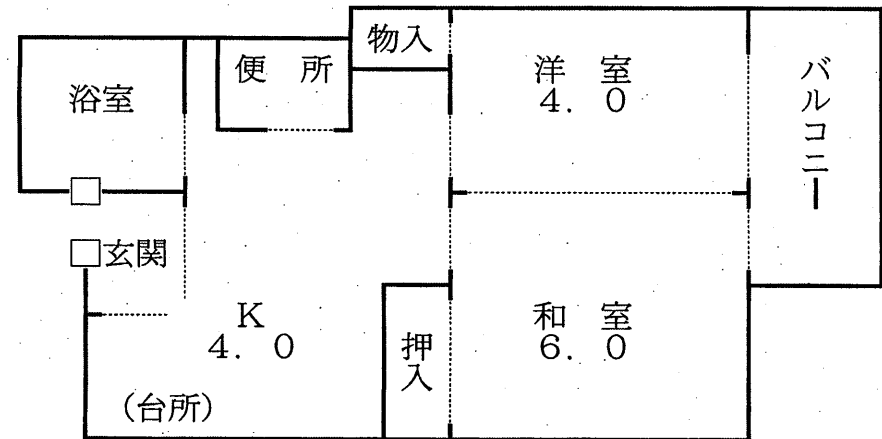 物入
便 所
洋 室
4. 0
バルコニー
浴室
玄関
K
4. 0
和 室
6. 0
押入
(台所)